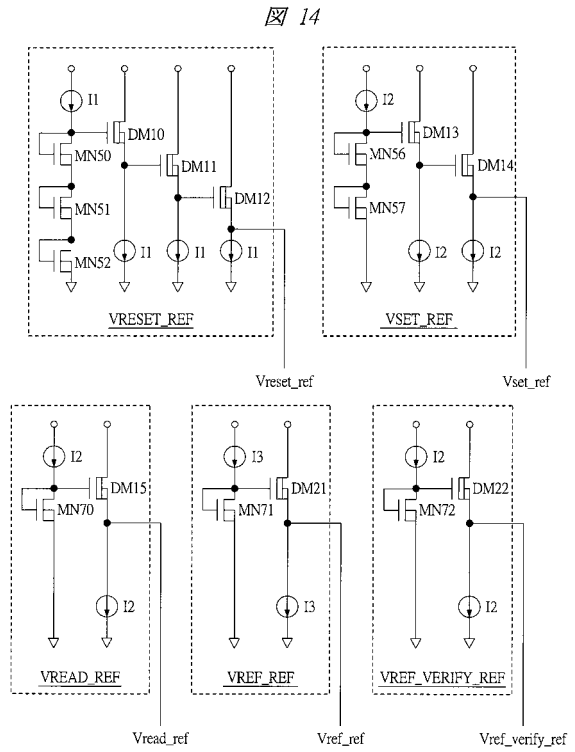 図 14
I1
DM10
MN50
DM11
DM12
MN51
MN52
I1
I1
I1
VRESET_REF
Vreset_ref
I2
DM13
MN56
DM14
MN57
I2
I2
VSET_REF
Vset_ref
I2
DM15
MN70
I2
VREAD_REF
Vread_ref
I3
DM21
MN71
I3
VREF_REF
Vref_ref
I2
DM22
MN72
I2
VREF_VERIFY_REF
Vref_verify_ref